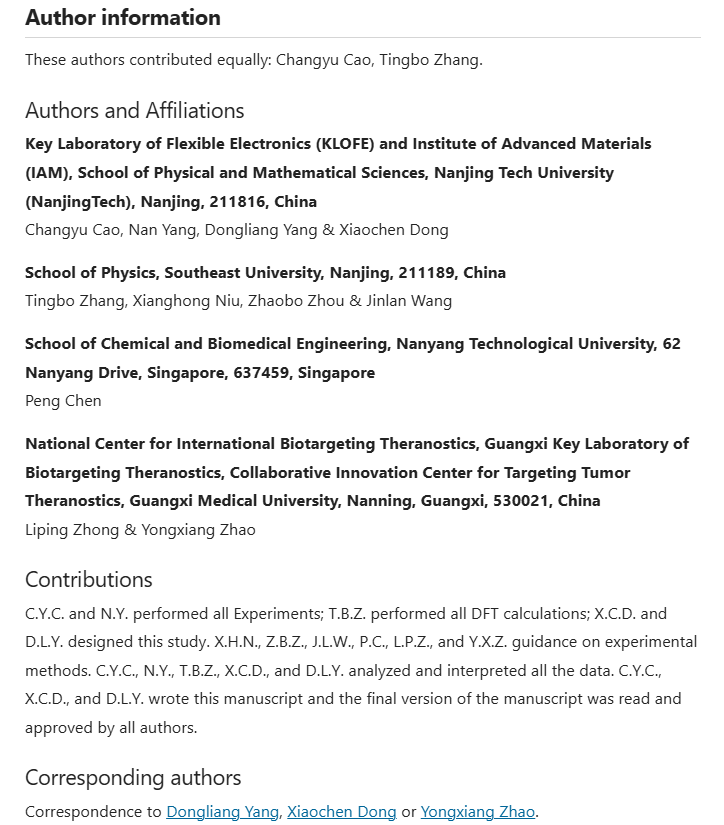 Author information
These authors contributed equally: Changyu Cao, Tingbo Zhang.
Authors and Affiliations
Key Laboratory of Flexible Electronics (KLOFE) and Institute of Advanced Materials
(IAM), School of Physical and Mathematical Sciences, Nanjing Tech University
(NanjingTech), Nanjing, 211816, China
Changyu Cao, Nan Yang, Dongliang Yang & Xiaochen Dong
School of Physics, Southeast University, Nanjing, 211189, China
Tingbo Zhang, Xianghong Niu, Zhaobo Zhou & Jinlan Wang
School of Chemical and Biomedical Engineering, Nanyang Technological University, 62
Nanyang Drive, Singapore, 637459, Singapore
Peng Chen
National Center for International Biotargeting Theranostics, Guangxi Key Laboratory of
Biotargeting Theranostics, Collaborative Innovation Center for Targeting Tumor
Theranostics, Guangxi Medical University, Nanning, Guangxi, 530021, China
Liping Zhong & Yongxiang Zhao
Contributions
C.Y.C. and N.Y. performed all Experiments; T.B.Z. performed all DFT calculations; X.C.D. and
D.L.Y. designed this study. X.H.N., Z.B.Z., J.L.W., P.C., L.P.Z., and Y.X.Z. guidance on experimental
methods. C.Y.C., N.Y., T.B.Z., X.C.D., and D.L.Y. analyzed and interpreted all the data. C.Y.C.,
X.C.D., and D.L.Y. wrote this manuscript and the final version of the manuscript was read and
approved by all authors.
Corresponding authors
Correspondence to Dongliang Yang, Xiaochen Dong or Yongxiang Zhao.